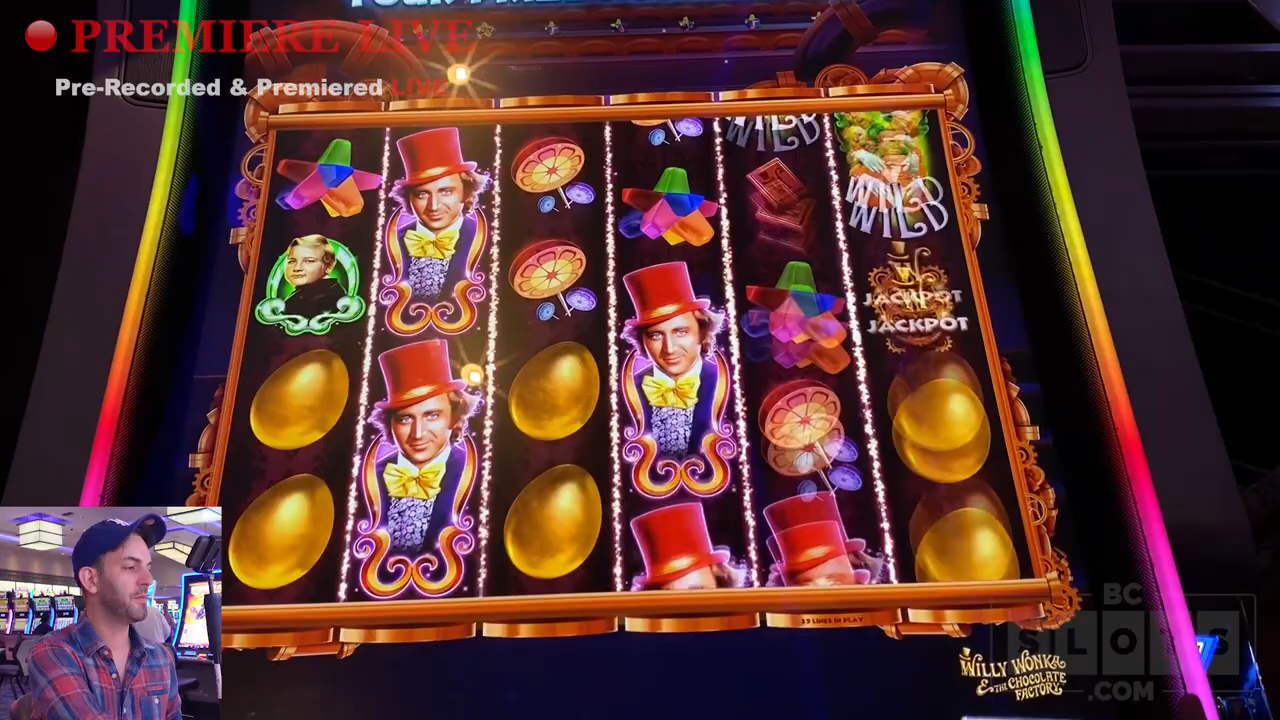 PREMIERE LIVE
Pre-Recorded & Premiered
LIVE
WILD
WILD
WILD
JACKPOT
JACKPOT
25 LINES IN PLAY
BC
SLOTS
.COM
WILLY WONKA
& THE CHOCOLATE
FACTORY